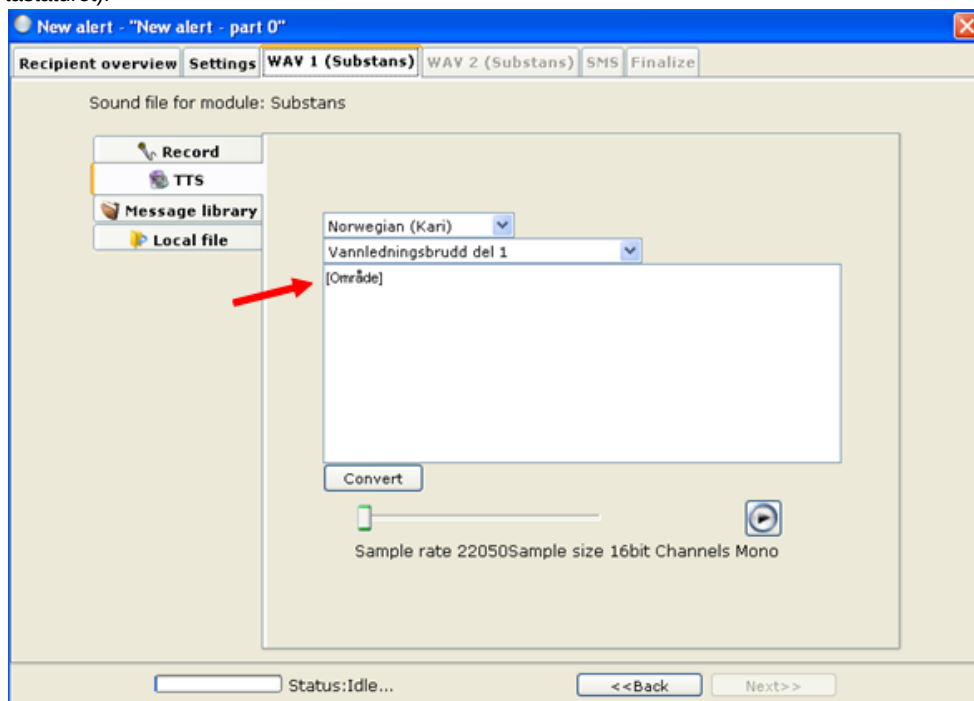 New alert - "New alert - part 0"
Recipient overview Settings WAV 1 (Substans) WAV 2 (Substans) SMS Finalize
Sound file for module: Substans
Record
TTS
Message library
Local file
Norwegian (Kari)
Vannledningsbrudd del 1
[Område]
Convert
Sample rate 22050Sample size 16bit Channels Mono
Status:Idle...
<<Back Next>>